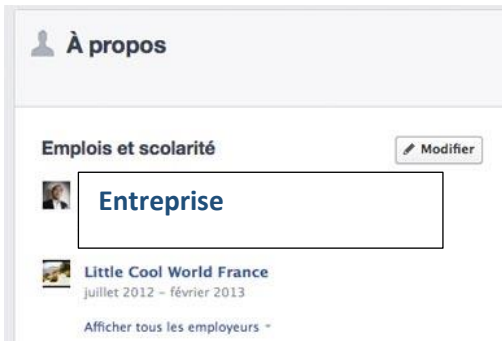 À propos
Emplois et scolarité
Modifier
Entreprise
Little Cool World France
juillet 2012 – février 2013
Afficher tous les employeurs